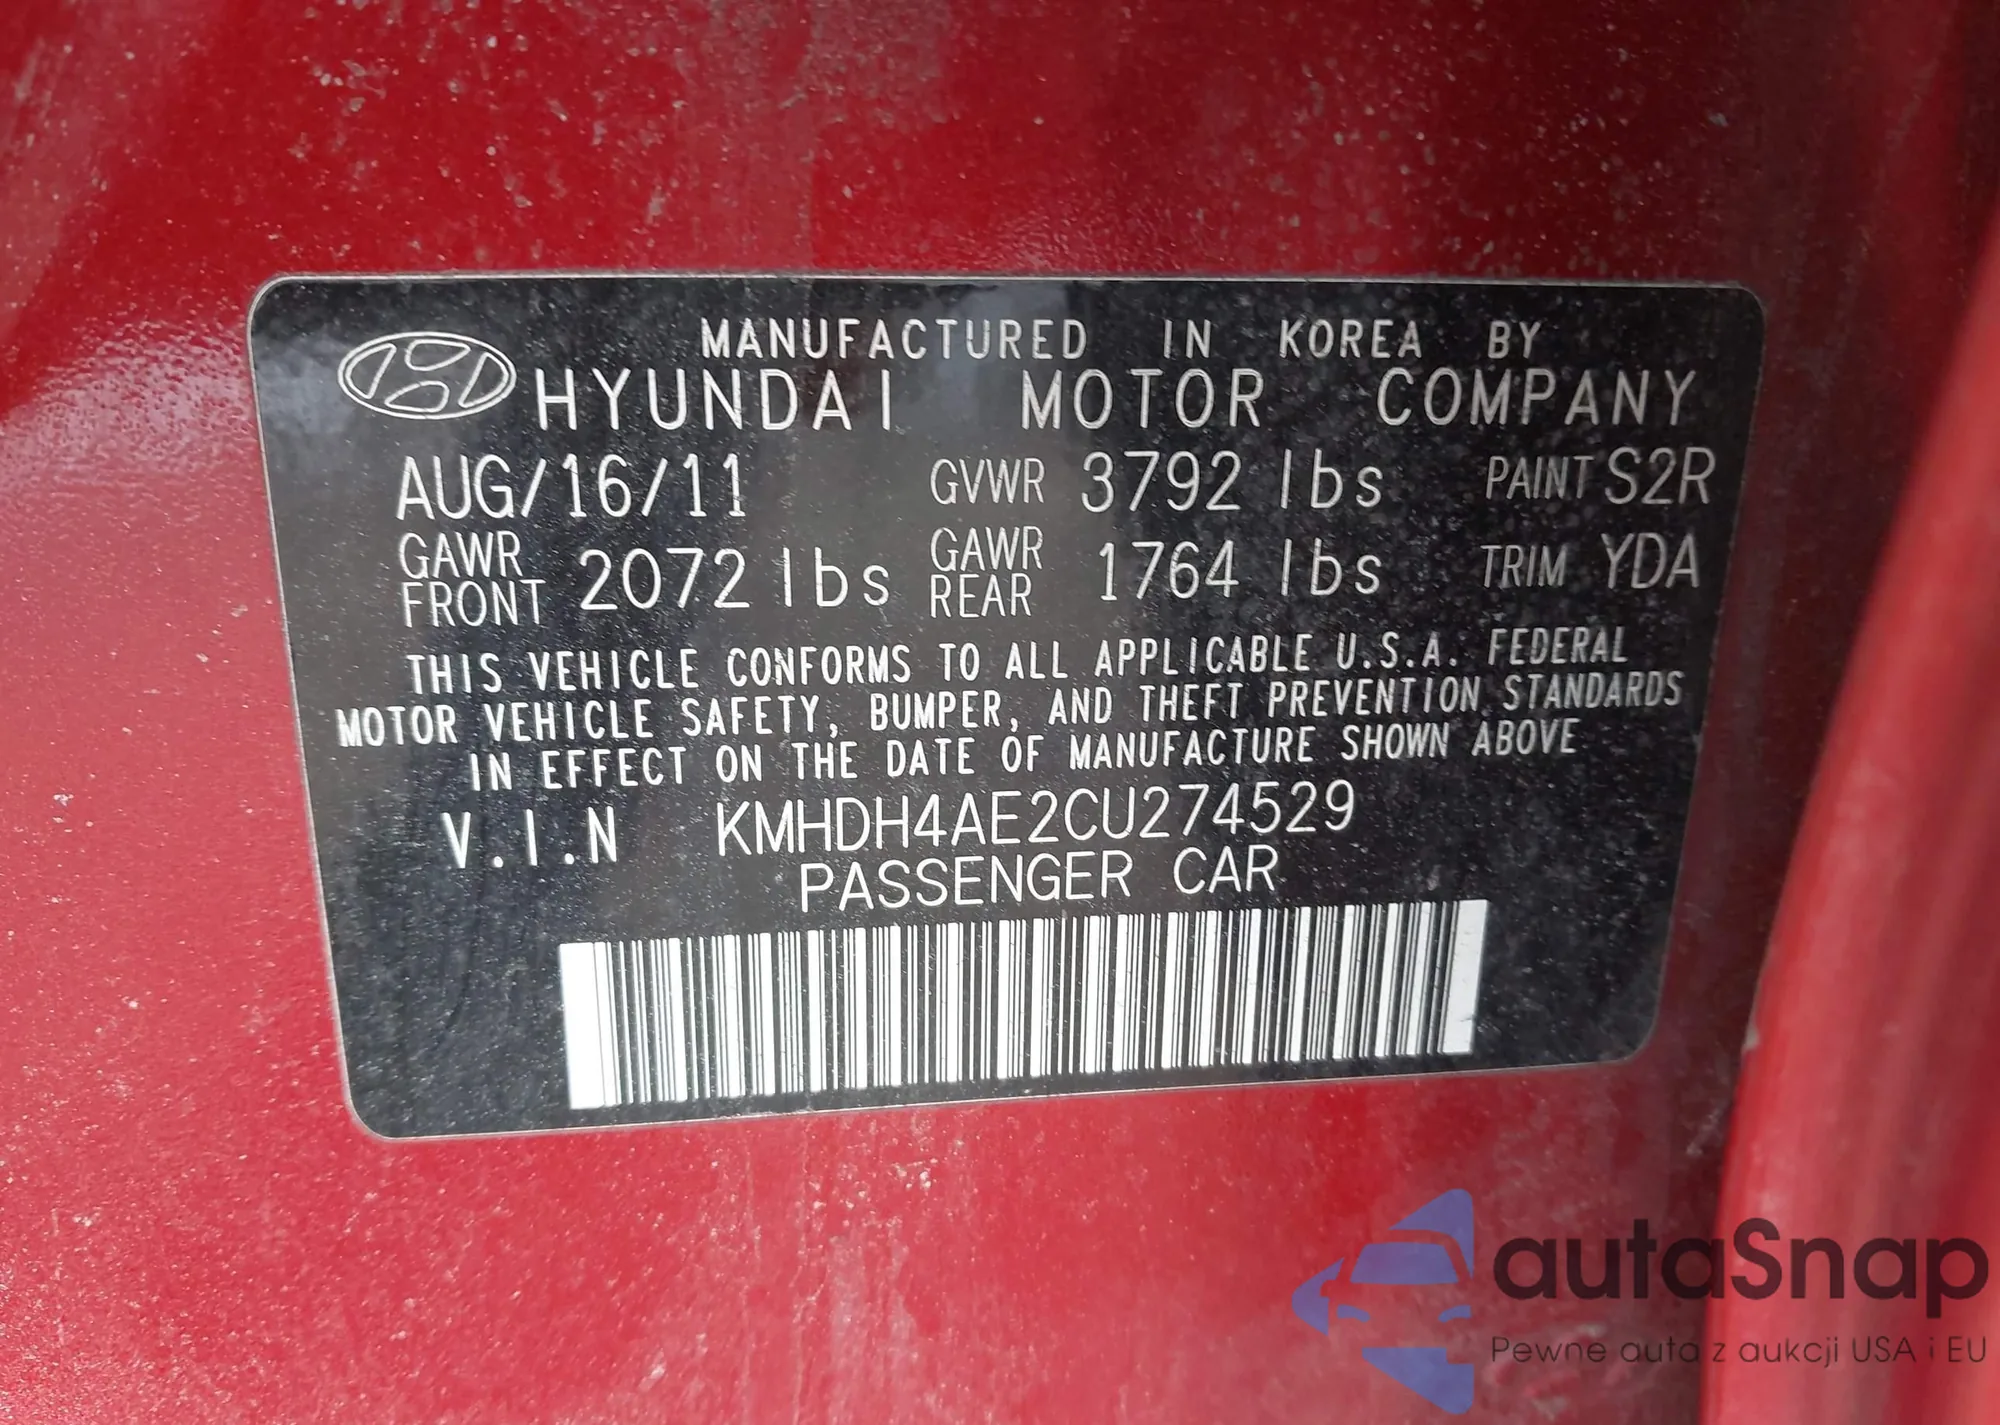 MANUFACTURED IN KOREA BY
HYUNDAI MOTOR COMPANY
AUG/16/11 GVWR 3792 lbs PAINT S2R
GAWR FRONT 2072 lbs GAWR REAR 1764 lbs TRIM YDA
THIS VEHICLE CONFORMS TO ALL APPLICABLE U.S.A. FEDERAL
MOTOR VEHICLE SAFETY, BUMPER, AND THEFT PREVENTION STANDARDS
IN EFFECT ON THE DATE OF MANUFACTURE SHOWN ABOVE
V.I.N KMHDH4AE2CU274529
PASSENGER CAR
autaSnap
Pewne auta z aukcji USA i EU